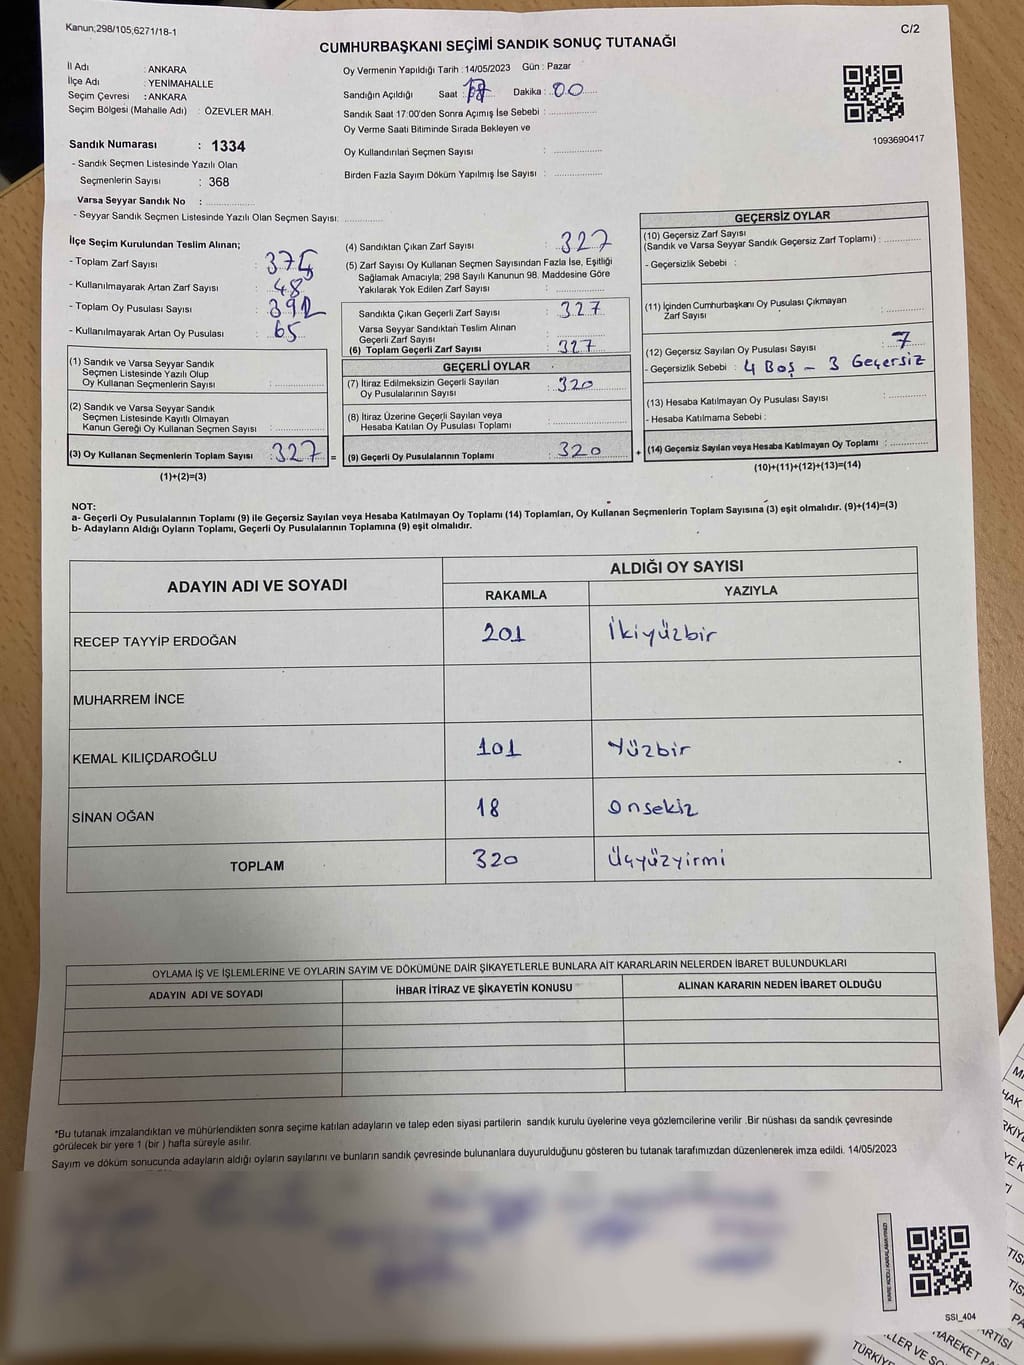 Kanun;298/105,6271/18-1
C/2
CUMHURBAŞKANI SEÇİMİ SANDIK SONUÇ TUTANAĞI
İl Adı : ANKARA
İlçe Adı : YENİMAHALLE
Seçim Çevresi : ANKARA
Seçim Bölgesi (Mahalle Adı) : ÖZEVLER MAH.
Oy Vermenin Yapıldığı Tarih : 14/05/2023 Gün : Pazar
Sandığın Açıldığı Saat : Dakika : 00
Sandık Saat 17:00'den Sonra Açımış İse Sebebi :
Oy Verme Saati Bitiminde Sırada Bekleyen ve
Oy Kullandırılan Seçmen Sayısı :
Birden Fazla Sayım Döküm Yapılmış İse Sayısı :
1093690417
Sandık Numarası : 1334
- Sandık Seçmen Listesinde Yazılı Olan
Seçmenlerin Sayısı : 368
Varsa Seyyar Sandık No :
- Seyyar Sandık Seçmen Listesinde Yazılı Olan Seçmen Sayısı:
İlçe Seçim Kurulundan Teslim Alınan;
- Toplam Zarf Sayısı : 375
- Kullanılmayarak Artan Zarf Sayısı : 48
- Toplam Oy Pusulası Sayısı : 392
- Kullanılmayarak Artan Oy Pusulası : 65
(1) Sandık ve Varsa Seyyar Sandık
Seçmen Listesinde Yazılı Olup
Oy Kullanan Seçmenlerin Sayısı :
(2) Sandık ve Varsa Seyyar Sandık
Seçmen Listesinde Kayıtlı Olmayan
Kanun Gereği Oy Kullanan Seçmen Sayısı :
(3) Oy Kullanan Seçmenlerin Toplam Sayısı : 327 =
(1)+(2)=(3)
(4) Sandıktan Çıkan Zarf Sayısı : 327
(5) Zarf Sayısı Oy Kullanan Seçmen Sayısından Fazla İse, Eşitliği
Sağlamak Amacıyla; 298 Sayılı Kanunun 98. Maddesine Göre
Yakılarak Yok Edilen Zarf Sayısı :
Sandıkta Çıkan Geçerli Zarf Sayısı : 327
Varsa Seyyar Sandıktan Teslim Alınan
Geçerli Zarf Sayısı :
(6) Toplam Geçerli Zarf Sayısı : 327
GEÇERLİ OYLAR
(7) İtiraz Edilmeksizin Geçerli Sayılan
Oy Pusulalarının Sayısı : 320
(8) İtiraz Üzerine Geçerli Sayılan veya
Hesaba Katılan Oy Pusulası Toplamı :
(9) Geçerli Oy Pusulalarının Toplamı : 320 +
GEÇERSİZ OYLAR
(10) Geçersiz Zarf Sayısı
(Sandık ve Varsa Seyyar Sandık Geçersiz Zarf Toplamı) :
- Geçersizlik Sebebi :
(11) İçinden Cumhurbaşkanı Oy Pusulası Çıkmayan
Zarf Sayısı :
(12) Geçersiz Sayılan Oy Pusulası Sayısı : 7
- Geçersizlik Sebebi : 4 Boş - 3 Geçersiz
(13) Hesaba Katılmayan Oy Pusulası Sayısı :
- Hesaba Katılmama Sebebi :
(14) Geçersiz Sayılan veya Hesaba Katılmayan Oy Toplamı :
(10)+(11)+(12)+(13)=(14)
NOT:
a- Geçerli Oy Pusulalarının Toplamı (9) ile Geçersiz Sayılan veya Hesaba Katılmayan Oy Toplamı (14) Toplamları, Oy Kullanan Seçmenlerin Toplam Sayısına (3) eşit olmalıdır. (9)+(14)=(3)
b- Adayların Aldığı Oyların Toplamı, Geçerli Oy Pusulalarının Toplamına (9) eşit olmalıdır.
ADAYIN ADI VE SOYADI
ALDIĞI OY SAYISI
RAKAMLA YAZIYLA
RECEP TAYYİP ERDOĞAN 201 İkiyüzbir
MUHARREM İNCE
KEMAL KILIÇDAROĞLU 101 Yüzbir
SİNAN OĞAN 18 Onsekiz
TOPLAM 320 Üçyüzyirmi
OYLAMA İŞ VE İŞLEMLERİNE VE OYLARIN SAYIM VE DÖKÜMÜNE DAİR ŞİKAYETLERLE BUNLARA AİT KARARLARIN NELERDEN İBARET BULUNDUKLARI
ADAYIN ADI VE SOYADI İHBAR İTİRAZ VE ŞİKAYETİN KONUSU ALINAN KARARIN NEDEN İBARET OLDUĞU
*Bu tutanak imzalandıktan ve mühürlendikten sonra seçime katılan adayların ve talep eden siyasi partilerin sandık kurulu üyelerine veya gözlemcilerine verilir .Bir nüshası da sandık çevresinde
görülecek bir yere 1 (bir ) hafta süreyle asılır.
Sayım ve döküm sonucunda adayların aldığı oyların sayılarını ve bunların sandık çevresinde bulunanlara duyurulduğunu gösteren bu tutanak tarafımızdan düzenlenerek imza edildi. 14/05/2023
KARE KODU KARALAMAYINIZ!
SSI_404
HAK
YE K
TİS
TİS
PA
ARTİSİ
HAREKET PA
LLER VE SO
TÜRKİYE